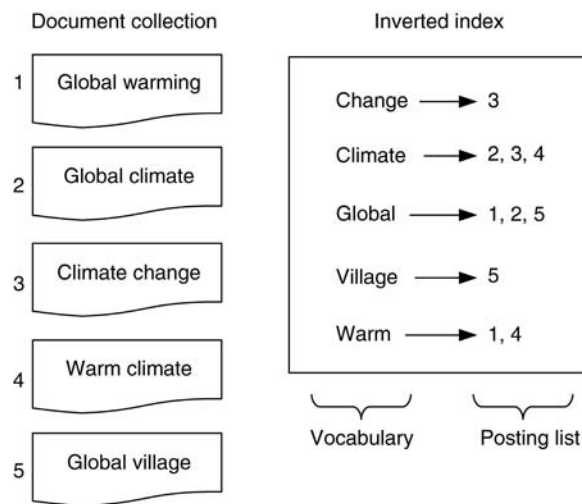 Document collection
1
Global warming
2
Global climate
3
Climate change
4
Warm climate
5
Global village
Inverted index
Change 3
Climate 2, 3, 4
Global 1, 2, 5
Village 5
Warm 1, 4
Vocabulary
Posting list